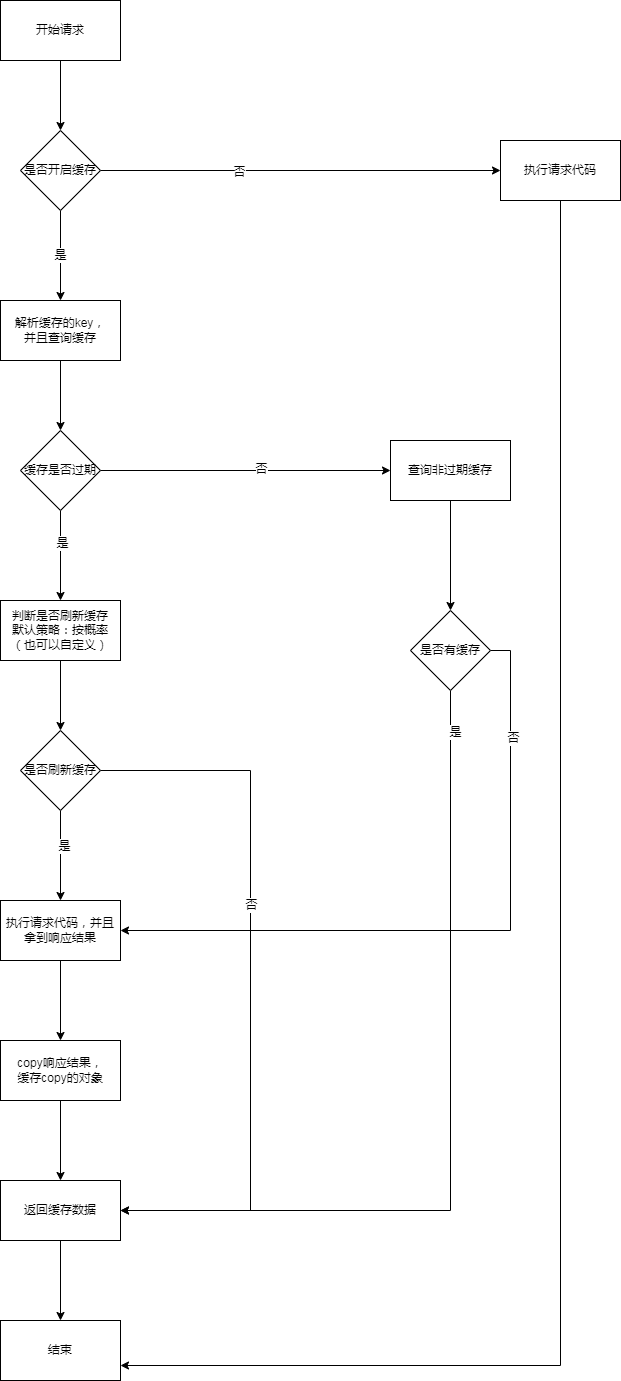 开始请求
是否开启缓存
否
执行请求代码
是
解析缓存的key，
并且查询缓存
缓存是否过期
否
查询非过期缓存
是
判断是否刷新缓存
默认策略：按概率
（也可以自定义）
是否有缓存
是
否
是否刷新缓存
是
否
执行请求代码，并且
拿到响应结果
copy响应结果，
缓存copy的对象
返回缓存数据
结束